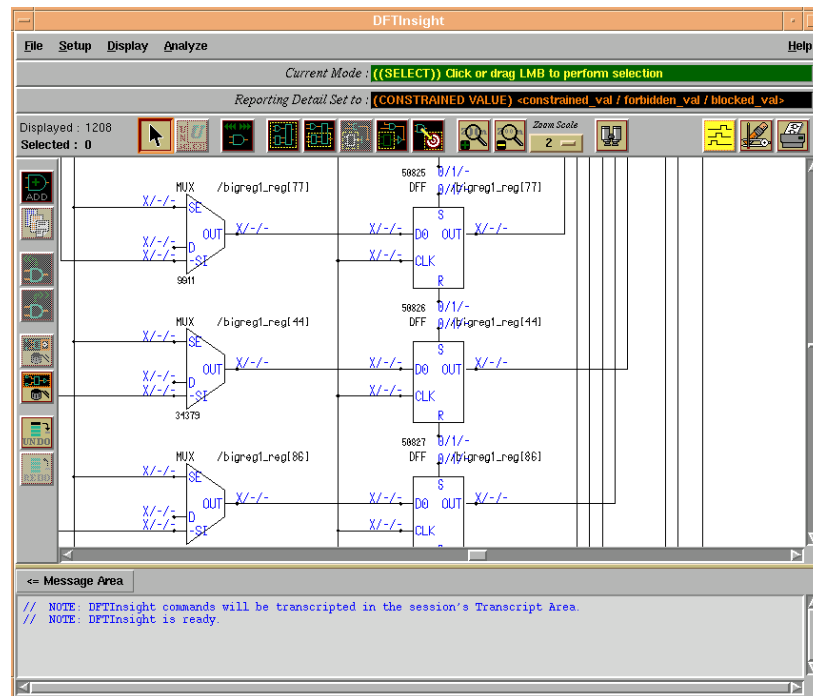 DFTInsight
File Setup Display Analyze Help
Current Mode : ((SELECT)) Click or drag LMB to perform selection
Reporting Detail Set to : (CONSTRAINED VALUE) <constrained_val / forbidden_val / blocked_val>
Displayed : 1208
Selected : 0
Zoom Scale
2
ADD
UNDO
REDO
50825 0/1/-
MUX /bigreg1_reg[77] DFF /bigreg1_reg[77]
X/-/- SE S
OUT X/-/- X/-/- D0 OUT X/-/-
X/-/- D
X/-/- -SI X/-/- CLK
9911 R
50826 0/1/-
MUX /bigreg1_reg[44] DFF /bigreg1_reg[44]
X/-/- SE S
OUT X/-/- X/-/- D0 OUT X/-/-
X/-/- D
X/-/- -SI X/-/- CLK
34379 R
50827 0/1/-
MUX /bigreg1_reg[86] DFF /bigreg1_reg[86]
X/-/- SE S
OUT X/-/- X/-/- D0 OUT X/-/-
X/-/- D
X/-/- -SI X/-/- CLK
<= Message Area
// NOTE: DFTInsight commands will be transcripted in the session's Transcript Area.
// NOTE: DFTInsight is ready.